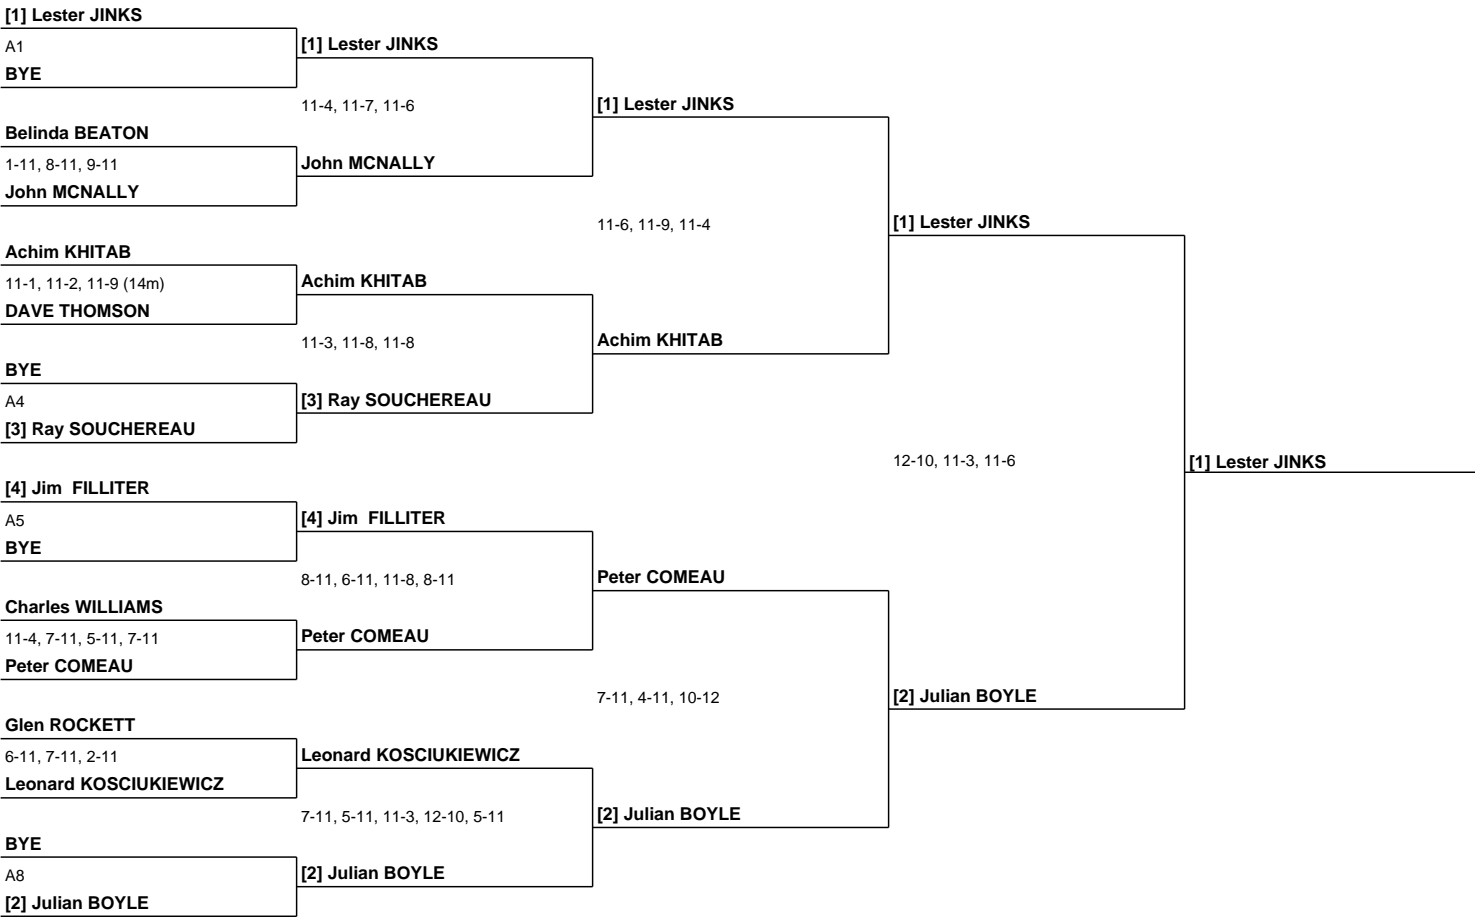 [1] Lester JINKS
A1
BYE
Belinda BEATON
1-11, 8-11, 9-11
John MCNALLY
Achim KHITAB
11-1, 11-2, 11-9 (14m)
DAVE THOMSON
BYE
A4
[3] Ray SOUCHEREAU
[4] Jim  FILLITER
A5
BYE
Charles WILLIAMS
11-4, 7-11, 5-11, 7-11
Peter COMEAU
Glen ROCKETT
6-11, 7-11, 2-11
Leonard KOSCIUKIEWICZ
BYE
A8
[2] Julian BOYLE
[1] Lester JINKS
11-4, 11-7, 11-6
John MCNALLY
Achim KHITAB
11-3, 11-8, 11-8
[3] Ray SOUCHEREAU
[4] Jim  FILLITER
8-11, 6-11, 11-8, 8-11
Peter COMEAU
Leonard KOSCIUKIEWICZ
7-11, 5-11, 11-3, 12-10, 5-11
[2] Julian BOYLE
[1] Lester JINKS
11-6, 11-9, 11-4
Achim KHITAB
Peter COMEAU
7-11, 4-11, 10-12
[2] Julian BOYLE
[1] Lester JINKS
12-10, 11-3, 11-6
[2] Julian BOYLE
[1] Lester JINKS